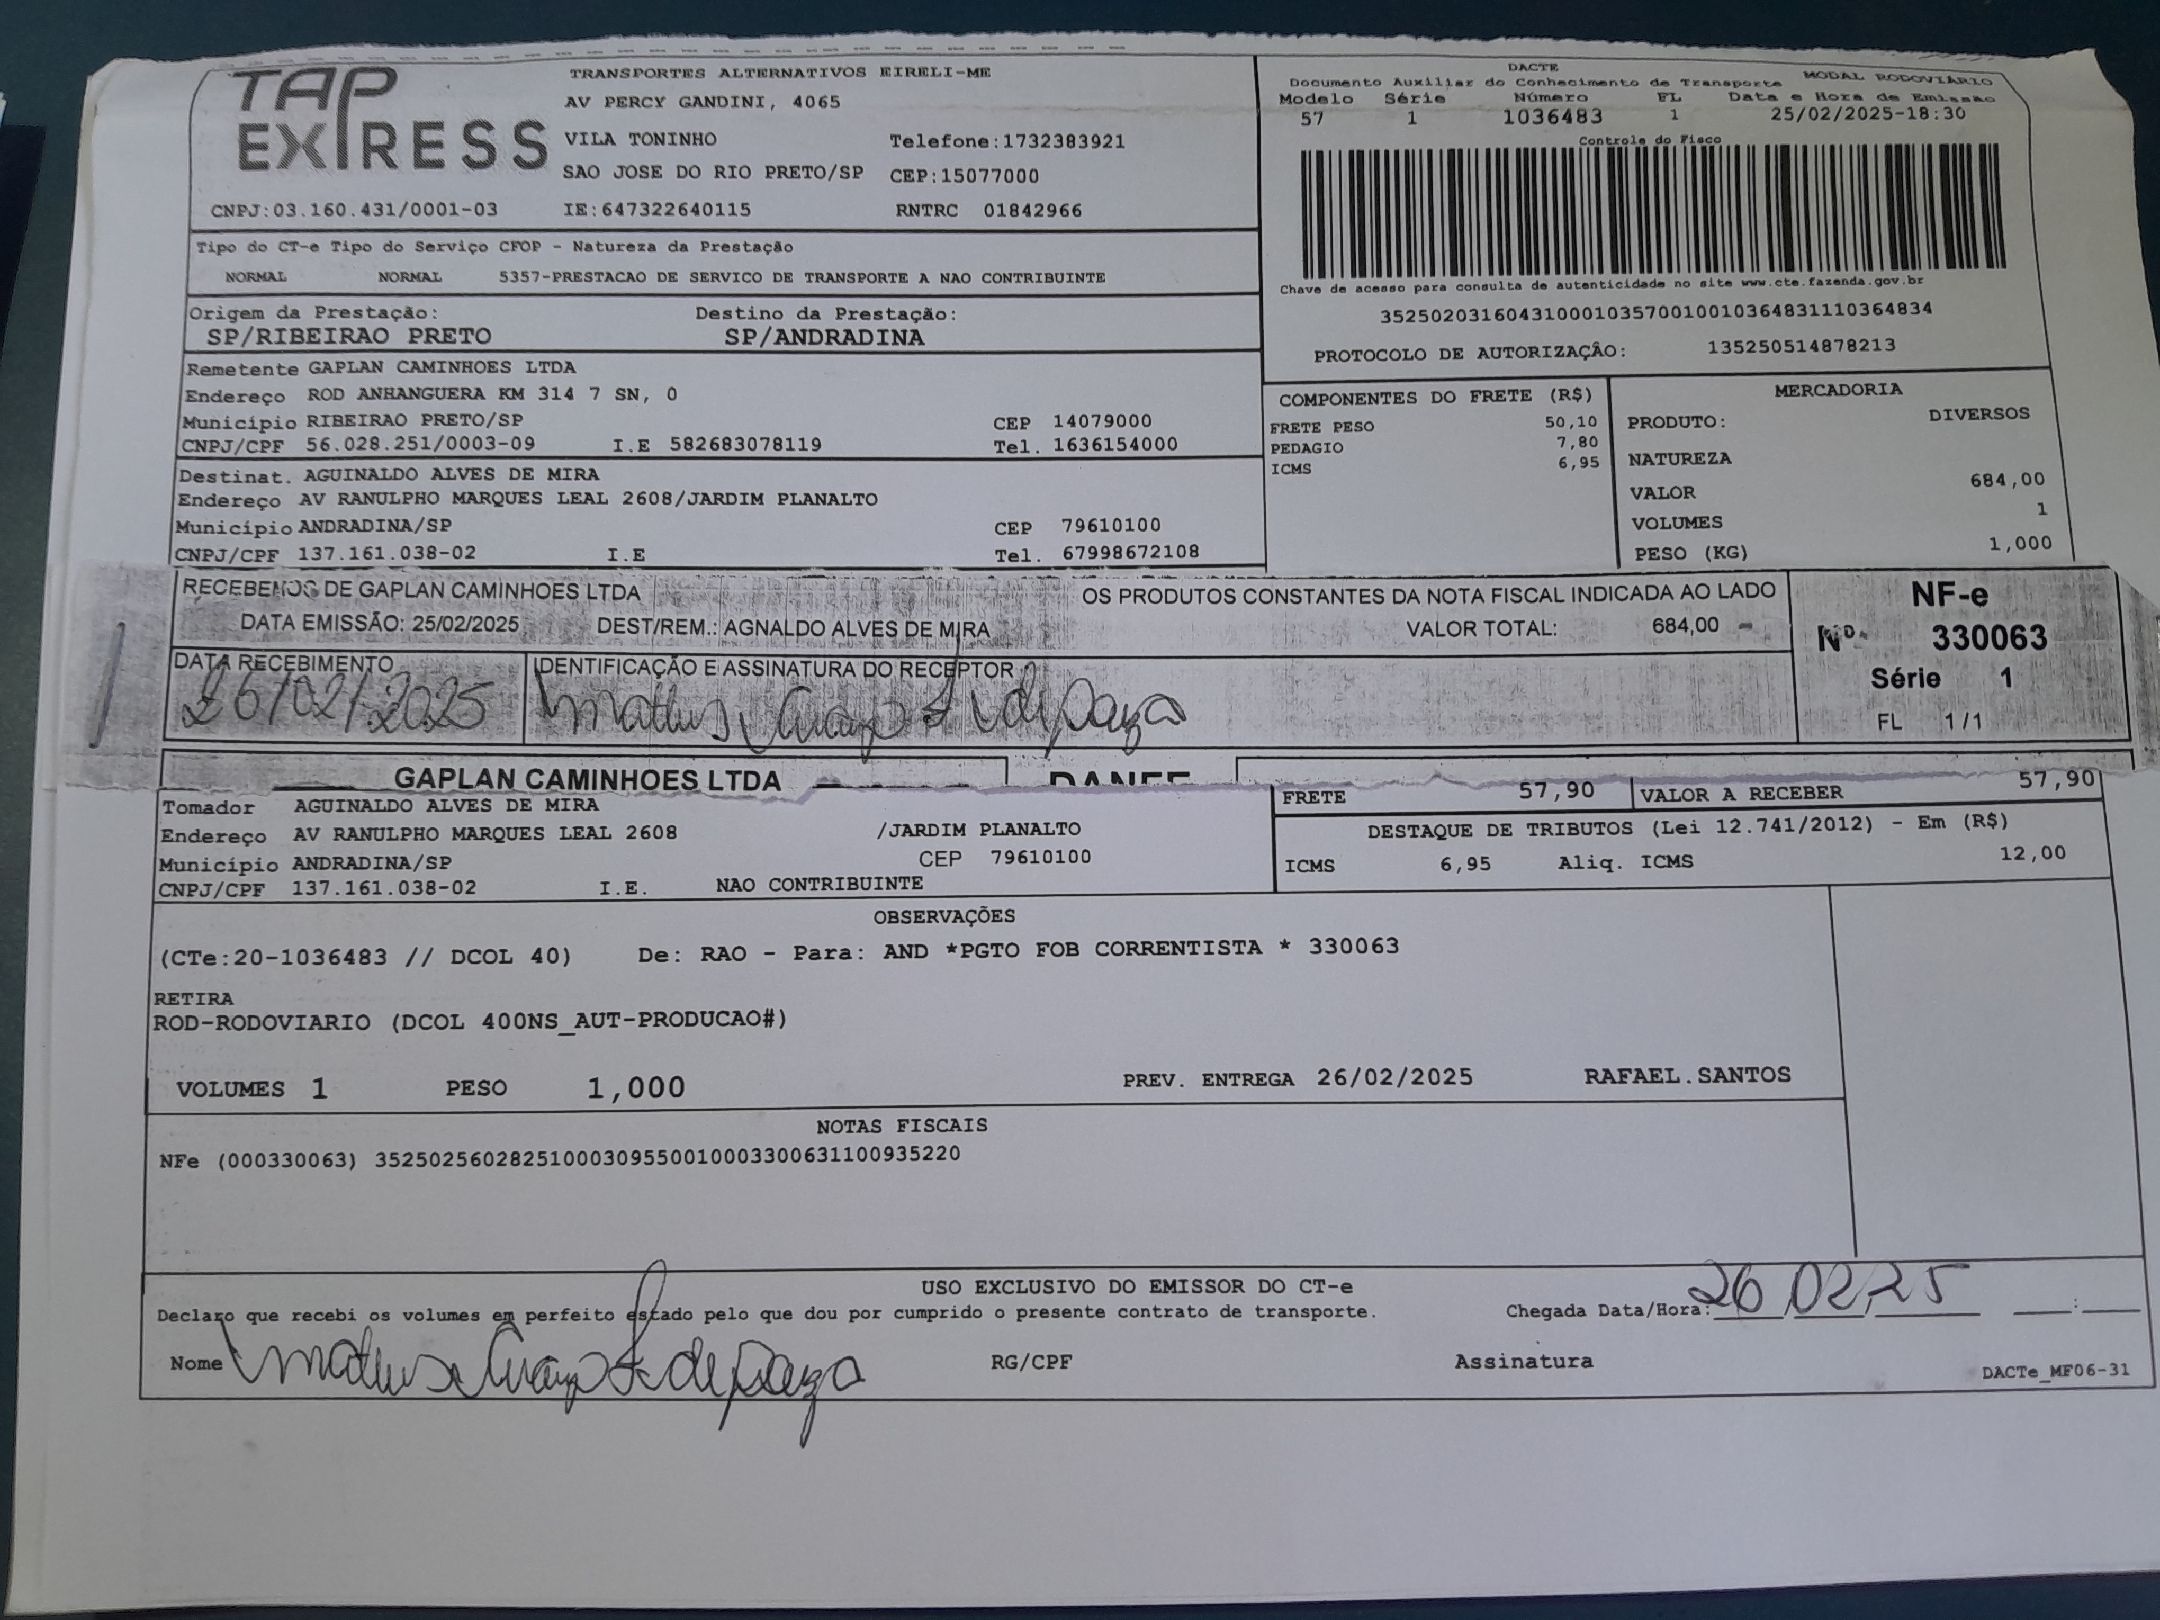 TAP EXPRESS
TRANSPORTES ALTERNATIVOS EIRELI-ME
AV PERCY GANDINI, 4065
VILA TONINHO Telefone:1732383921
SAO JOSE DO RIO PRETO/SP CEP:15077000
CNPJ:03.160.431/0001-03 IE:647322640115 RNTRC 01842966
DACTE
Documento Auxiliar do Conhecimento de Transporte MODAL RODOVIÁRIO
Modelo Série Número FL Data e Hora de Emissão
57 1 1036483 1 25/02/2025-18:30
Controle do Fisco
Chave de acesso para consulta de autenticidade no site www.cte.fazenda.gov.br
35250203160431000103570010010364831110364834
PROTOCOLO DE AUTORIZAÇÃO: 135250514878213
Tipo do CT-e Tipo do Serviço CFOP - Natureza da Prestação
NORMAL NORMAL 5357-PRESTACAO DE SERVICO DE TRANSPORTE A NAO CONTRIBUINTE
Origem da Prestação: Destino da Prestação:
SP/RIBEIRAO PRETO SP/ANDRADINA
Remetente GAPLAN CAMINHOES LTDA
Endereço ROD ANHANGUERA KM 314 7 SN, 0
Município RIBEIRAO PRETO/SP CEP 14079000
CNPJ/CPF 56.028.251/0003-09 I.E 582683078119 Tel. 1636154000
Destinat. AGUINALDO ALVES DE MIRA
Endereço AV RANULPHO MARQUES LEAL 2608/JARDIM PLANALTO
Município ANDRADINA/SP CEP 79610100
CNPJ/CPF 137.161.038-02 I.E Tel. 67998672108
COMPONENTES DO FRETE (R$)
FRETE PESO 50,10
PEDAGIO 7,80
ICMS 6,95
MERCADORIA
PRODUTO: DIVERSOS
NATUREZA
VALOR 684,00
VOLUMES 1
PESO (KG) 1,000
RECEBEMOS DE GAPLAN CAMINHOES LTDA OS PRODUTOS CONSTANTES DA NOTA FISCAL INDICADA AO LADO
DATA EMISSÃO: 25/02/2025 DEST/REM.: AGNALDO ALVES DE MIRA VALOR TOTAL: 684,00
DATA RECEBIMENTO IDENTIFICAÇÃO E ASSINATURA DO RECEPTOR
26/02/2025 Matheus
NF-e
Nº 330063
Série 1
FL 1/1
GAPLAN CAMINHOES LTDA DANFE
Tomador AGUINALDO ALVES DE MIRA
Endereço AV RANULPHO MARQUES LEAL 2608 /JARDIM PLANALTO
Município ANDRADINA/SP CEP 79610100
CNPJ/CPF 137.161.038-02 I.E. NAO CONTRIBUINTE
FRETE 57,90 VALOR A RECEBER 57,90
DESTAQUE DE TRIBUTOS (Lei 12.741/2012) - Em (R$)
ICMS 6,95 Aliq. ICMS 12,00
OBSERVAÇÕES
(CTe:20-1036483 // DCOL 40) De: RAO - Para: AND *PGTO FOB CORRENTISTA * 330063
RETIRA
ROD-RODOVIARIO (DCOL 400NS_AUT-PRODUCAO#)
VOLUMES 1 PESO 1,000 PREV. ENTREGA 26/02/2025 RAFAEL.SANTOS
NOTAS FISCAIS
NFe (000330063) 35250256028251000309550010003300631100935220
USO EXCLUSIVO DO EMISSOR DO CT-e
Declaro que recebi os volumes em perfeito estado pelo que dou por cumprido o presente contrato de transporte. Chegada Data/Hora: 26 02 25 :
Nome RG/CPF Assinatura
DACTe_MF06-31